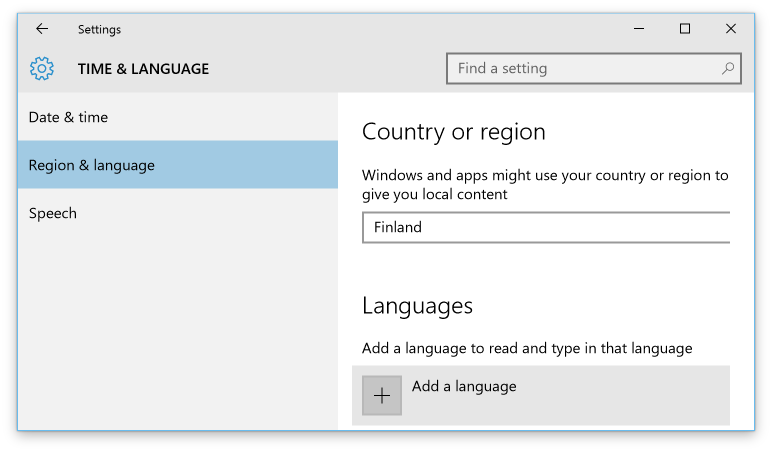 Settings
TIME & LANGUAGE
Find a setting
Date & time
Region & language
Speech
Country or region
Windows and apps might use your country or region to
give you local content
Finland
Languages
Add a language to read and type in that language
Add a language